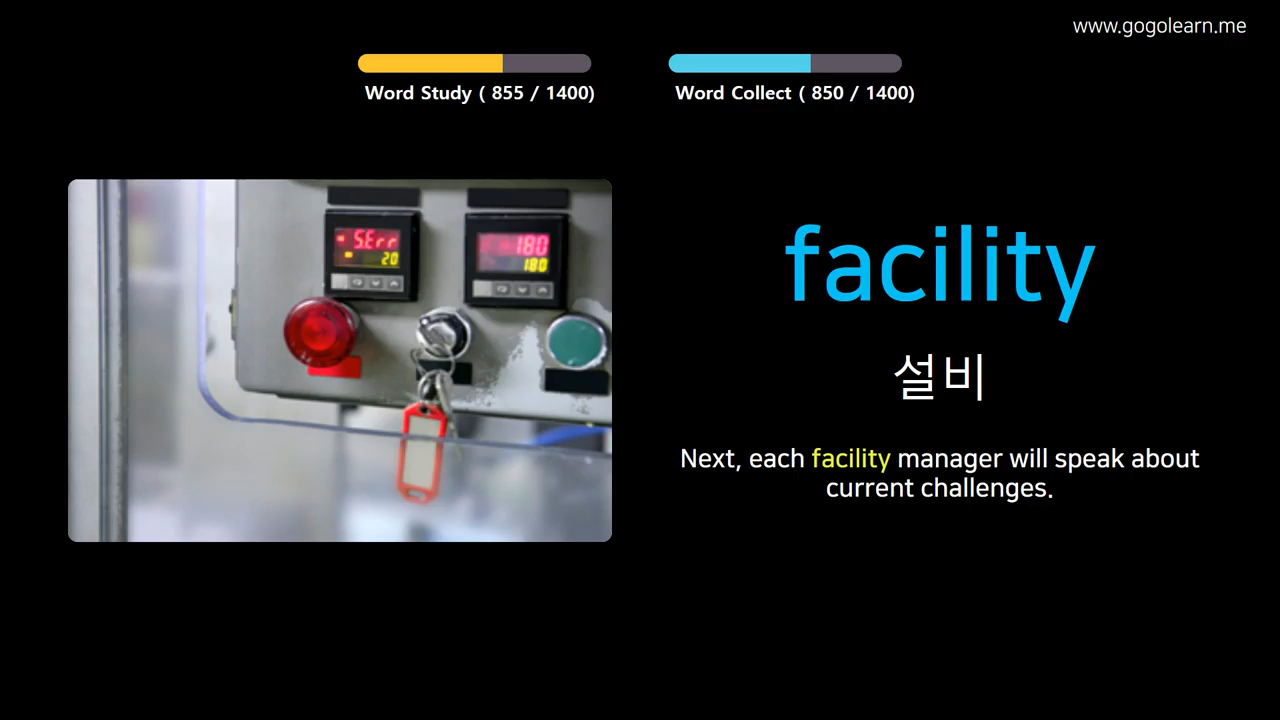 www.gogolearn.me
Word Study ( 855 / 1400)
Word Collect ( 850 / 1400)
S.Err
20
180
180
facility
설비
Next, each facility manager will speak about
current challenges.